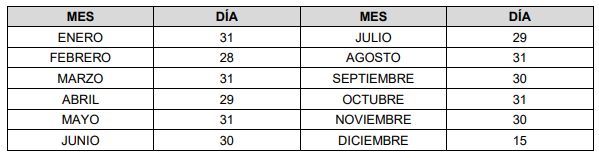 MES DÍA MES DÍA
ENERO 31 JULIO 29
FEBRERO 28 AGOSTO 31
MARZO 31 SEPTIEMBRE 30
ABRIL 29 OCTUBRE 31
MAYO 31 NOVIEMBRE 30
JUNIO 30 DICIEMBRE 15